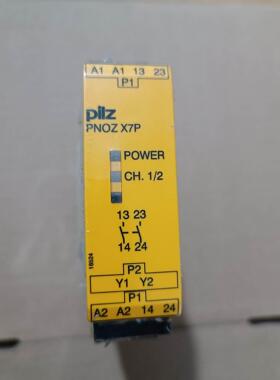 A1 A1 13 23
P1
pilz
PNOZ X7P
POWER
CH. 1/2
13 23
14 24
P2
Y1 Y2
P1
A2 A2 14 24